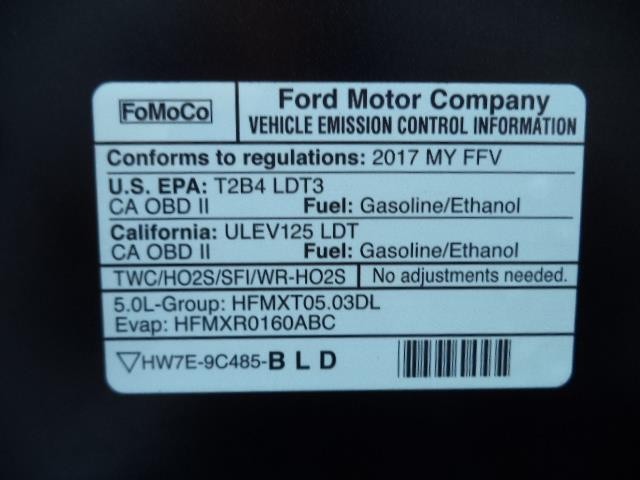 FoMoCo
Ford Motor Company
VEHICLE EMISSION CONTROL INFORMATION
Conforms to regulations: 2017 MY FFV
U.S. EPA: T2B4 LDT3
CA OBD II Fuel: Gasoline/Ethanol
California: ULEV125 LDT
CA OBD II Fuel: Gasoline/Ethanol
TWC/HO2S/SFI/WR-HO2S No adjustments needed.
5.0L-Group: HFMXT05.03DL
Evap: HFMXR0160ABC
HW7E-9C485-BLD